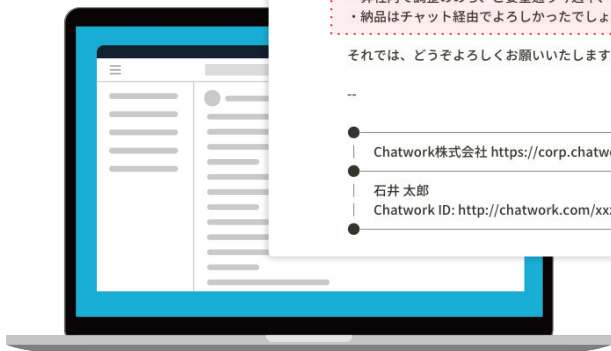 ・納品はチャット経由でよろしかったでしょ
それでは、どうぞよろしくお願いいたします
--
Chatwork株式会社 https://corp.chatw
石井 太郎
Chatwork ID: http://chatwork.com/xx